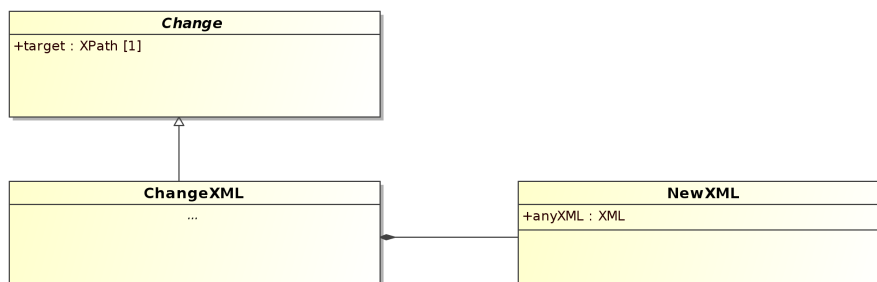 Change
+target : XPath [1]
ChangeXML
...
NewXML
+anyXML : XML